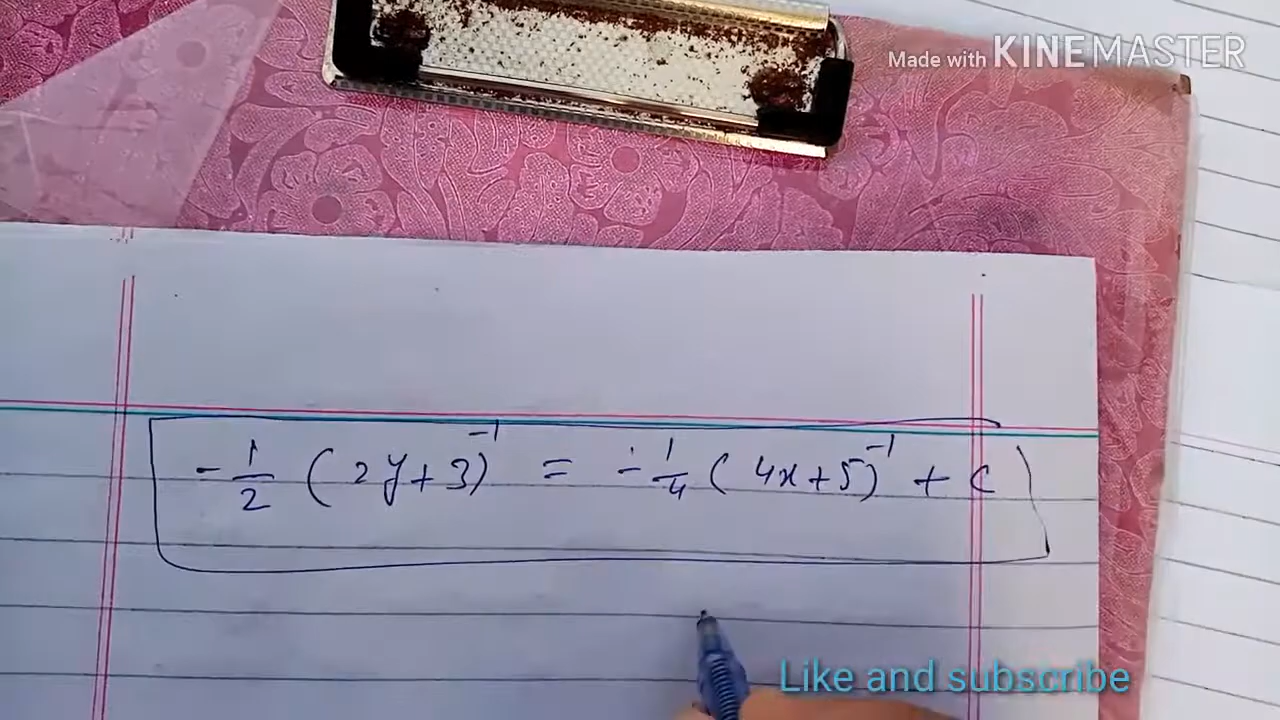 Made with KINEMASTER
-1/2 (2y+3)^-1 = -1/4 (4x+5)^-1 + c
Like and subscribe